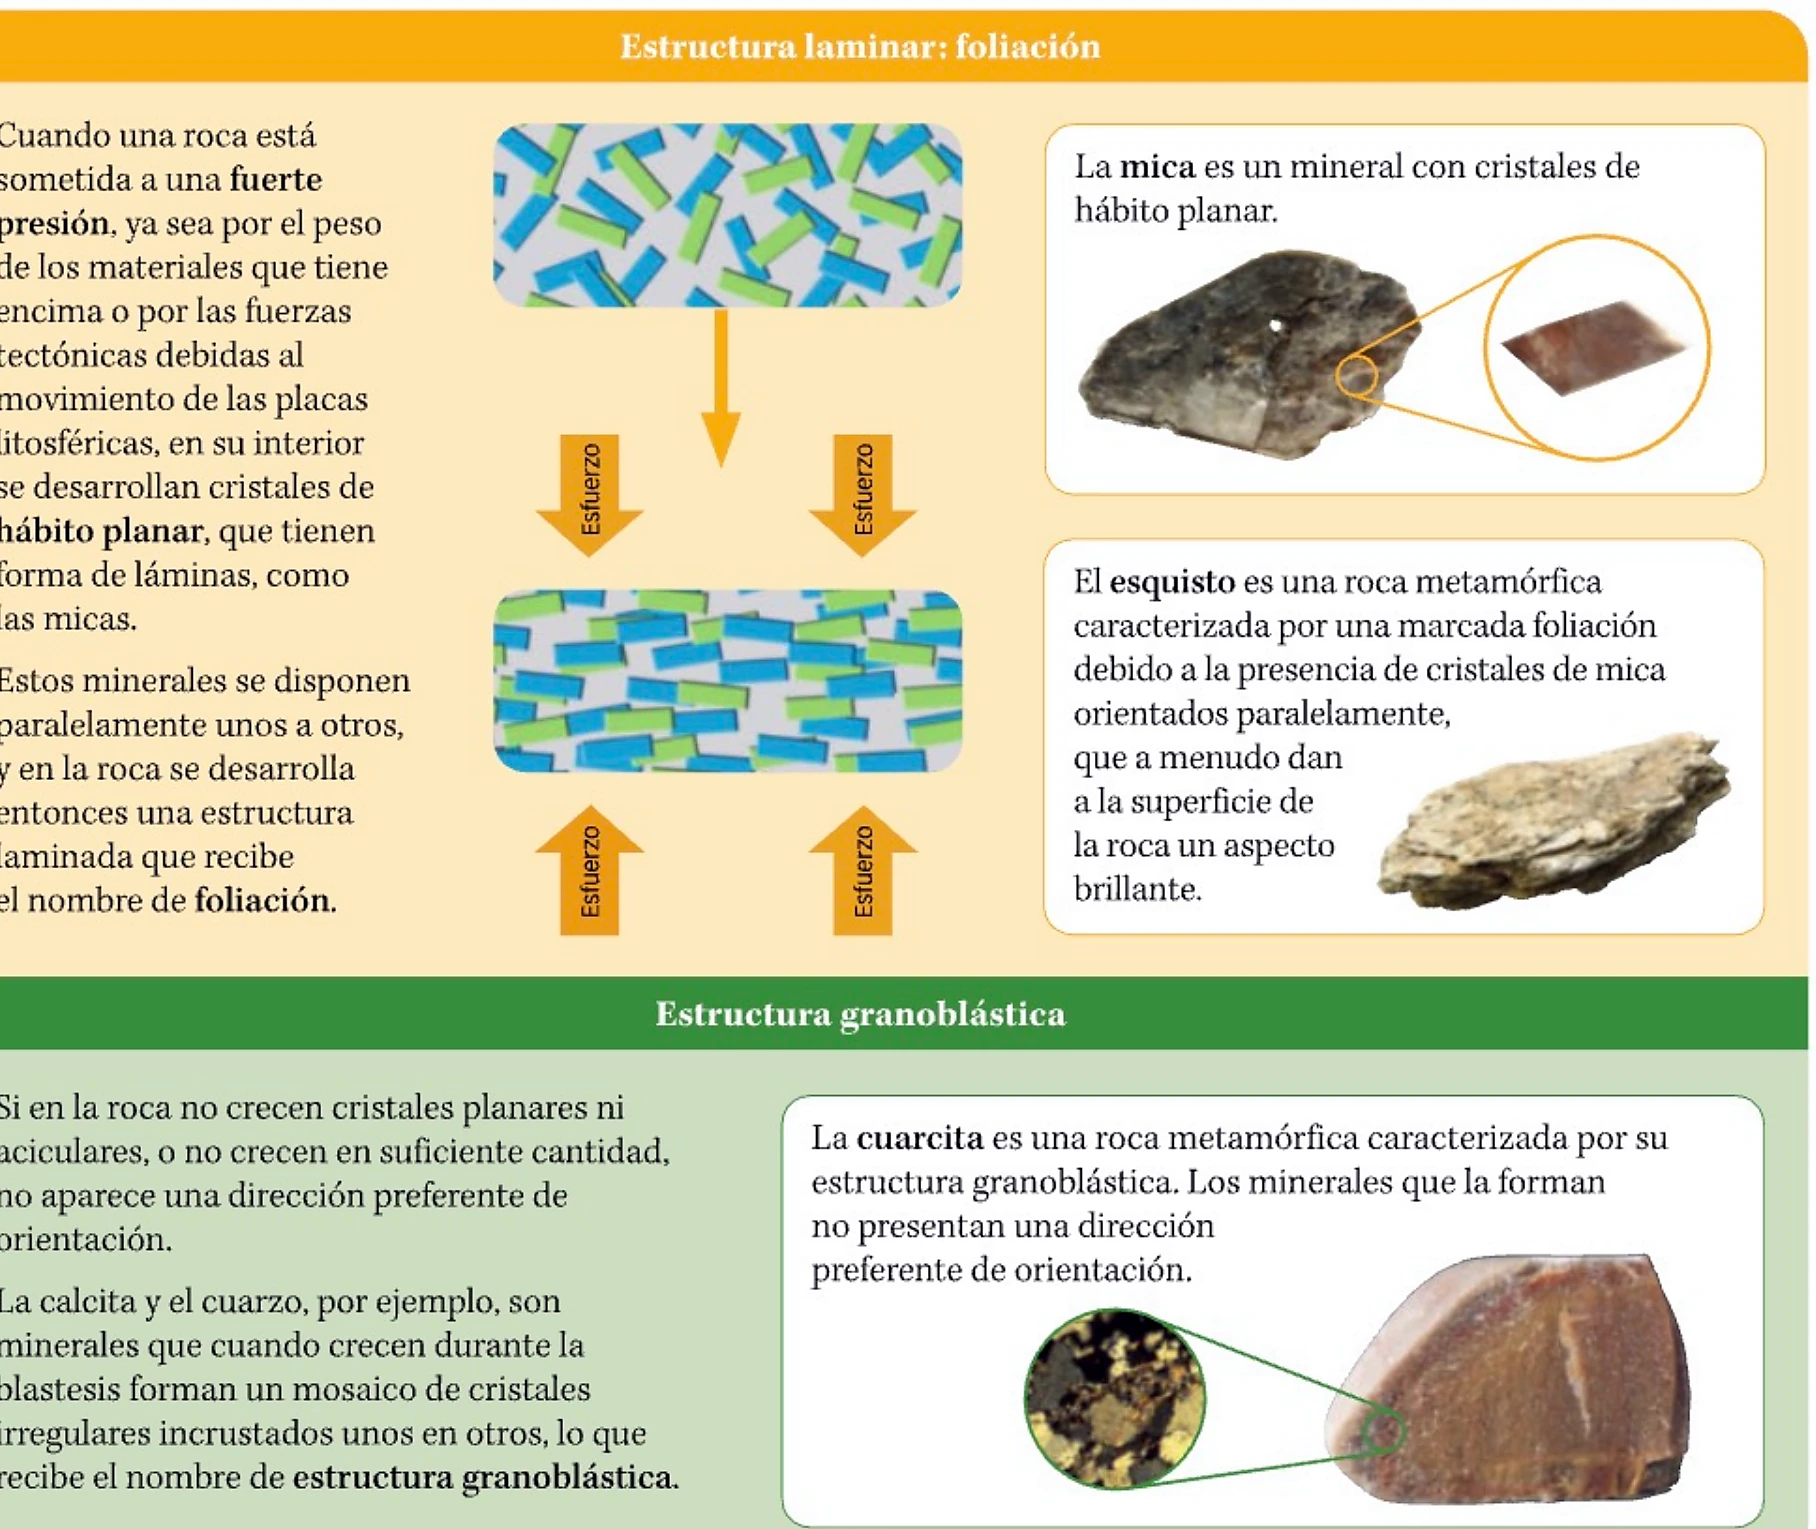 Estructura laminar: foliación
Cuando una roca está
sometida a una fuerte
presión, ya sea por el peso
de los materiales que tiene
encima o por las fuerzas
tectónicas debidas al
movimiento de las placas
litosféricas, en su interior
se desarrollan cristales de
hábito planar, que tienen
forma de láminas, como
las micas.
Estos minerales se disponen
paralelamente unos a otros,
y en la roca se desarrolla
entonces una estructura
laminada que recibe
el nombre de foliación.
Esfuerzo
Esfuerzo
Esfuerzo
Esfuerzo
La mica es un mineral con cristales de
hábito planar.
El esquisto es una roca metamórfica
caracterizada por una marcada foliación
debido a la presencia de cristales de mica
orientados paralelamente,
que a menudo dan
a la superficie de
la roca un aspecto
brillante.
Estructura granoblástica
Si en la roca no crecen cristales planares ni
aciculares, o no crecen en suficiente cantidad,
no aparece una dirección preferente de
orientación.
La calcita y el cuarzo, por ejemplo, son
minerales que cuando crecen durante la
blastesis forman un mosaico de cristales
irregulares incrustados unos en otros, lo que
recibe el nombre de estructura granoblástica.
La cuarcita es una roca metamórfica caracterizada por su
estructura granoblástica. Los minerales que la forman
no presentan una dirección
preferente de orientación.